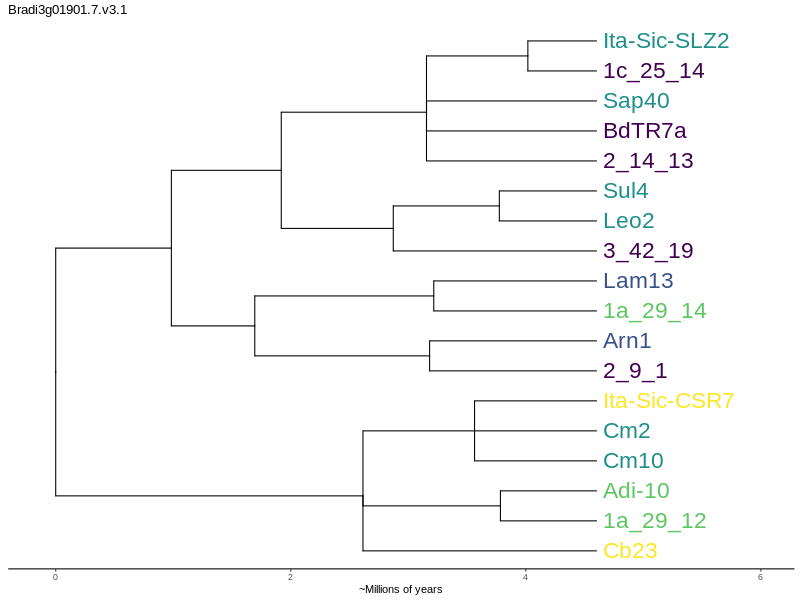 Bradi3g01901.7.v3.1
Ita-Sic-SLZ2
1c_25_14
Sap40
BdTR7a
2_14_13
Sul4
Leo2
3_42_19
Lam13
1a_29_14
Arn1
2_9_1
Ita-Sic-CSR7
Cm2
Cm10
Adi-10
1a_29_12
Cb23
0 2 4 6
~Millions of years